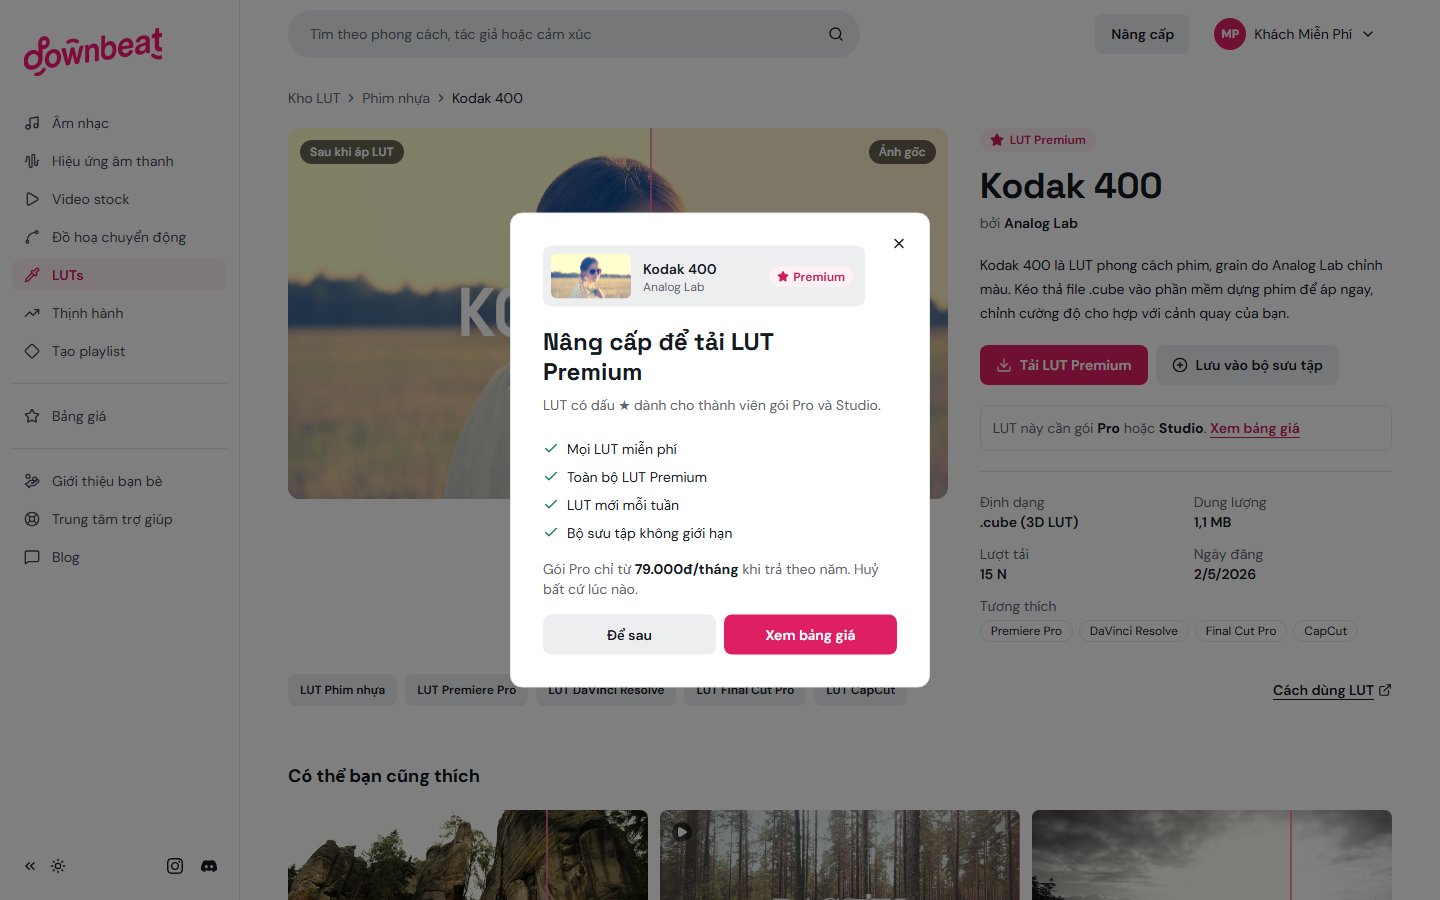 downbeat
Tìm theo phong cách, tác giả hoặc cảm xúc
Nâng cấp
MP
Khách Miễn Phí
Âm nhạc
Hiệu ứng âm thanh
Video stock
Đồ hoạ chuyển động
LUTs
Thịnh hành
Tạo playlist
Bảng giá
Giới thiệu bạn bè
Trung tâm trợ giúp
Blog
Kho LUT > Phim nhựa > Kodak 400
Sau khi áp LUT
Ảnh gốc
LUT Premium
Kodak 400
bởi Analog Lab
Kodak 400 là LUT phong cách phim, grain do Analog Lab chỉnh
màu. Kéo thả file .cube vào phần mềm dựng phim để áp ngay,
chỉnh cường độ cho hợp với cảnh quay của bạn.
Tải LUT Premium
Lưu vào bộ sưu tập
LUT này cần gói Pro hoặc Studio. Xem bảng giá
Định dạng
.cube (3D LUT)
Dung lượng
1,1 MB
Lượt tải
15 N
Ngày đăng
2/5/2026
Tương thích
Premiere Pro
DaVinci Resolve
Final Cut Pro
CapCut
Kodak 400
Analog Lab
Premium
Nâng cấp để tải LUT
Premium
LUT có dấu ★ dành cho thành viên gói Pro và Studio.
Mọi LUT miễn phí
Toàn bộ LUT Premium
LUT mới mỗi tuần
Bộ sưu tập không giới hạn
Gói Pro chỉ từ 79.000đ/tháng khi trả theo năm. Huỷ
bất cứ lúc nào.
Để sau
Xem bảng giá
LUT Phim nhựa
LUT Premiere Pro
LUT DaVinci Resolve
LUT Final Cut Pro
LUT CapCut
Cách dùng LUT
Có thể bạn cũng thích